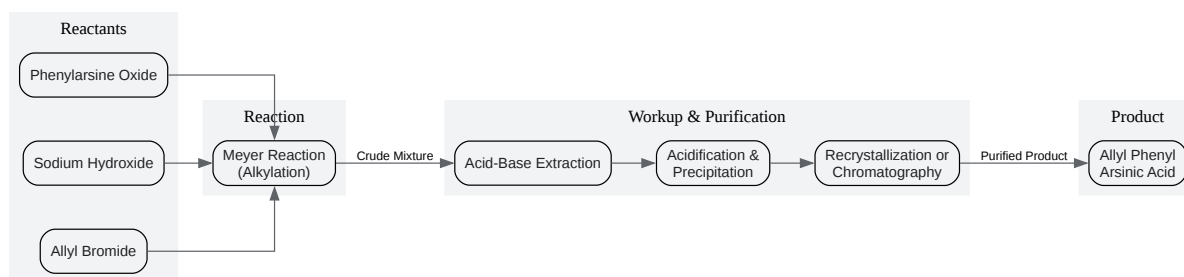 Reactants
Phenylarsine Oxide
Sodium Hydroxide
Allyl Bromide
Reaction
Meyer Reaction
(Alkylation)
Crude Mixture
Workup & Purification
Acid-Base Extraction
Acidification &
Precipitation
Recrystallization or
Chromatography
Purified Product
Product
Allyl Phenyl
Arsinic Acid